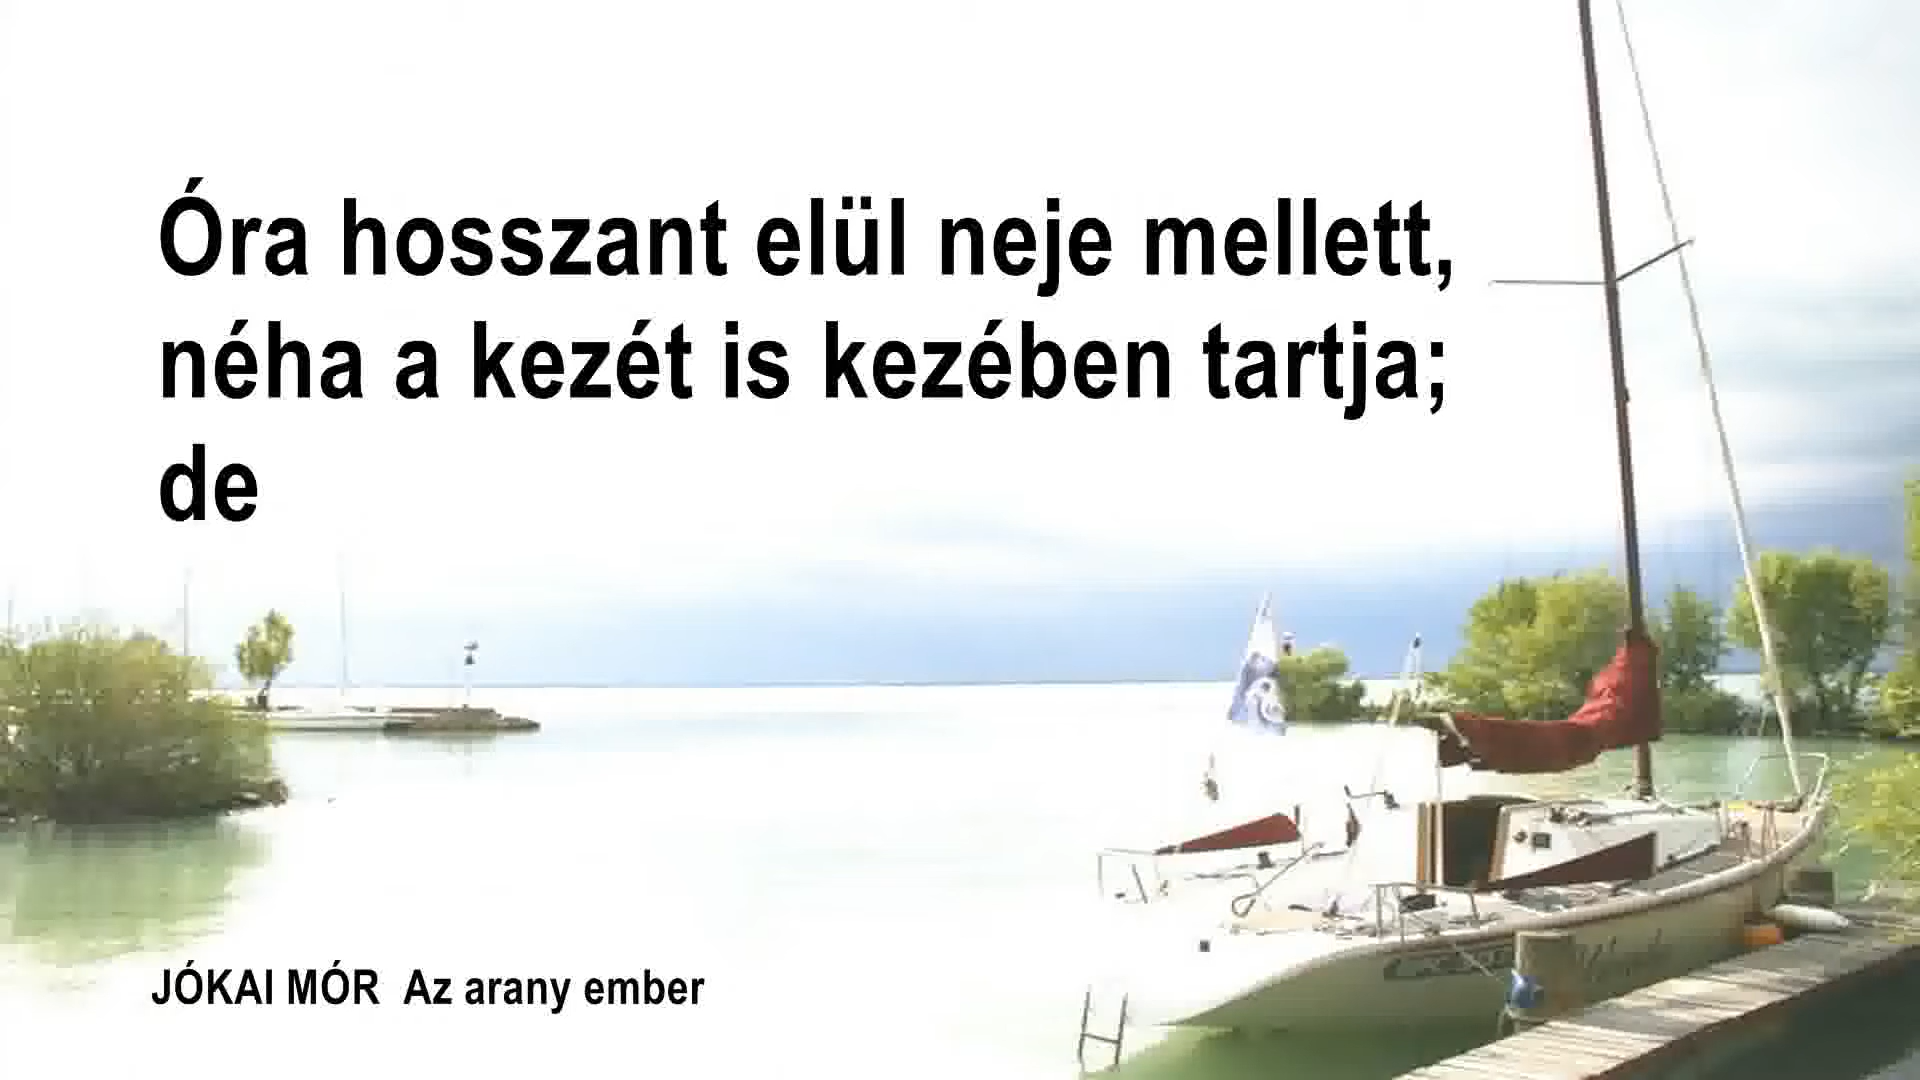 Óra hosszant elül neje mellett,
néha a kezét is kezében tartja;
de
JÓKAI MÓR  Az arany ember